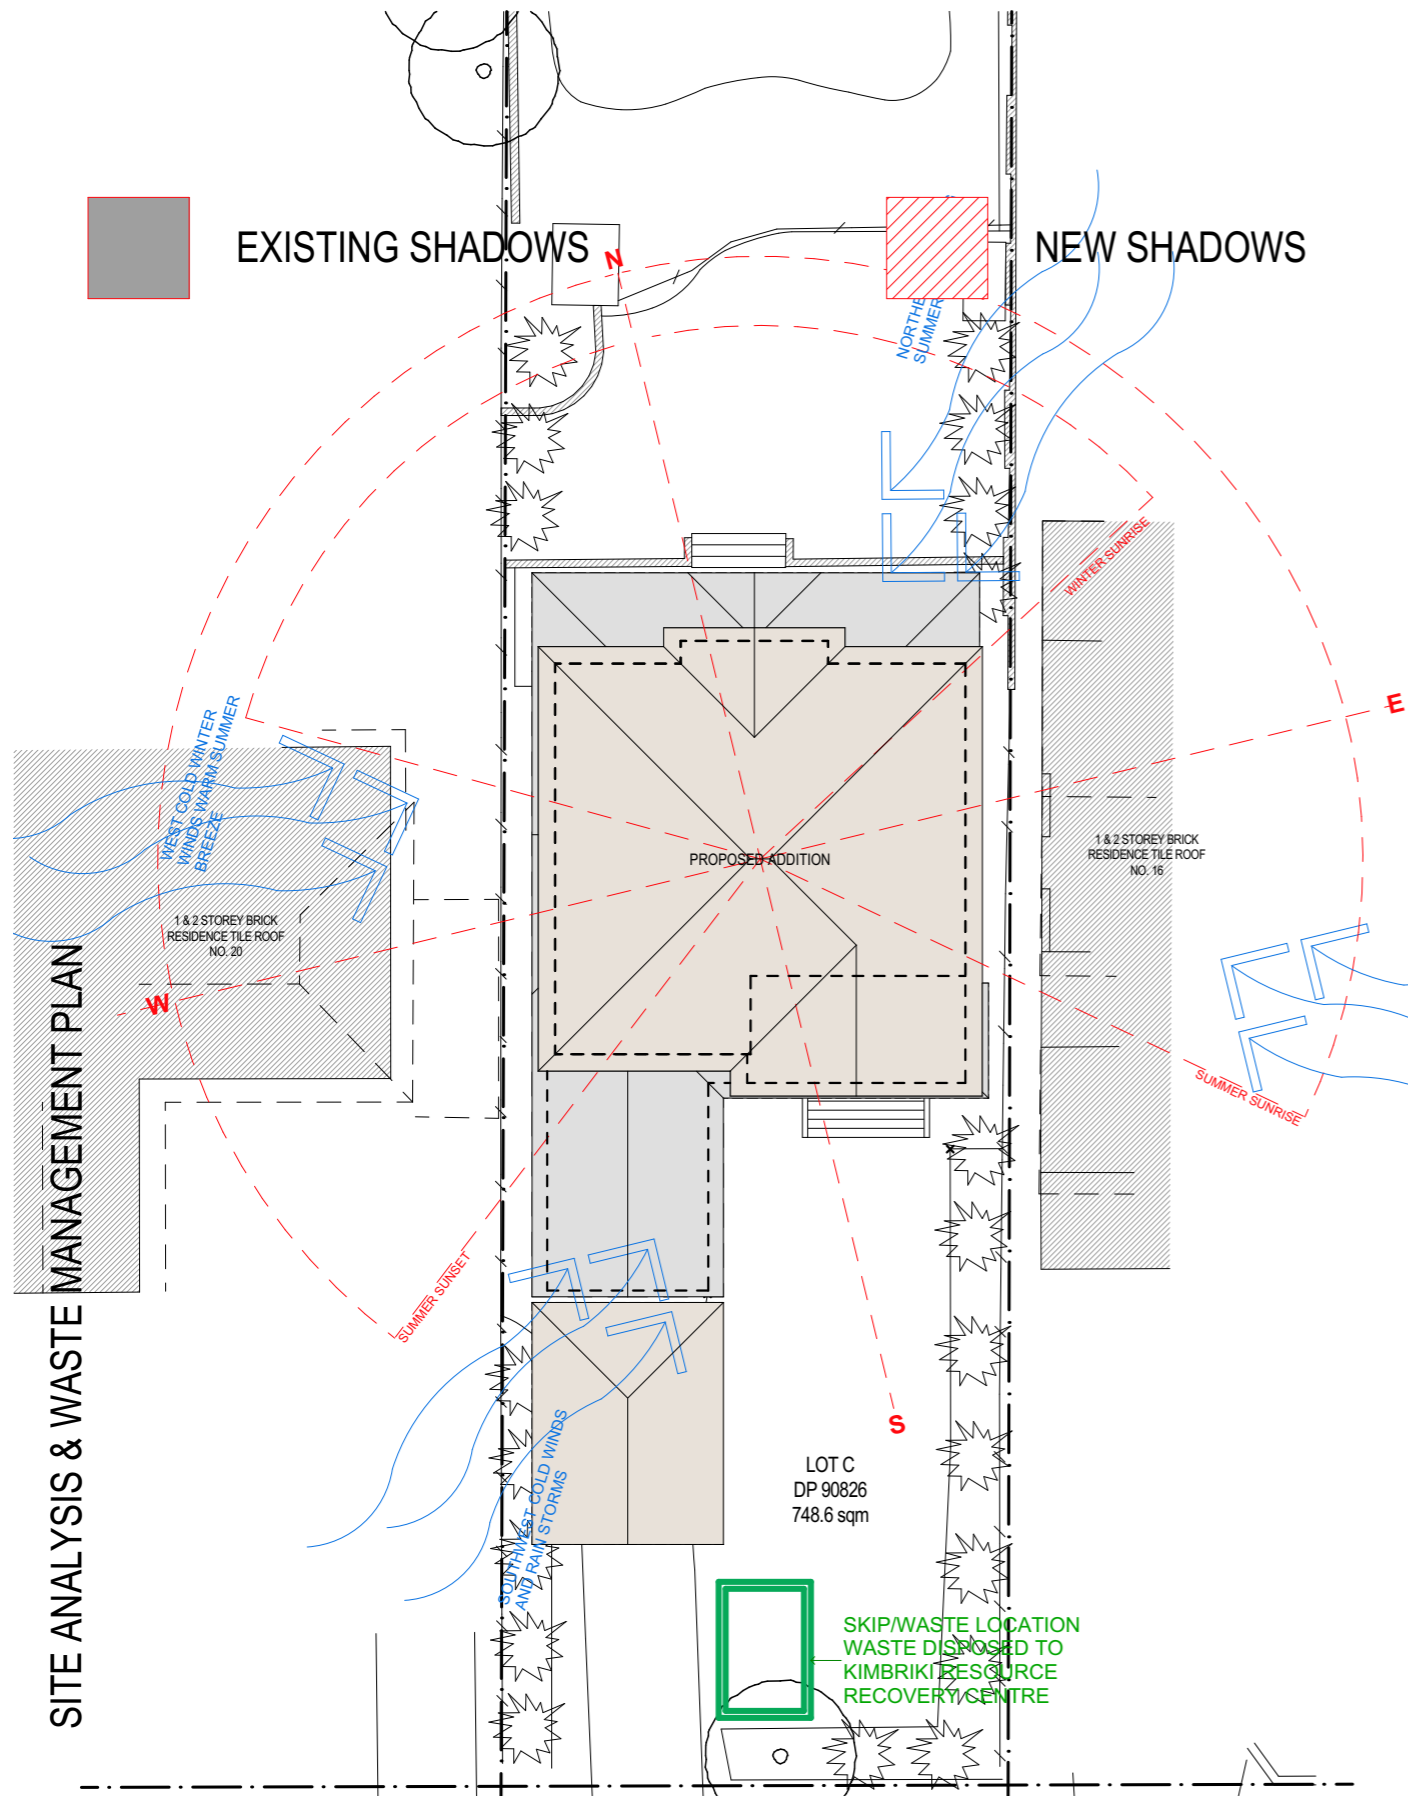 EXISTING SHADOWS
NEW SHADOWS
N
SUMMER
WINTER SUNRISE
E
WEST COLD WINTER
WINDS WARM SUMMER
BREEZE
PROPOSED ADDITION
1 & 2 STOREY BRICK
RESIDENCE TILE ROOF
NO. 16
1 & 2 STOREY BRICK
RESIDENCE TILE ROOF
NO. 20
W
SUMMER SUNRISE
SUMMER SUNSET
S
SOUTHWEST COLD WINDS
AND RAIN STORMS
LOT C
DP 90826
748.6 sqm
SKIP/WASTE LOCATION
WASTE DISPOSED TO
KIMBRIKI RESOURCE
RECOVERY CENTRE
SITE ANALYSIS & WASTE MANAGEMENT PLAN